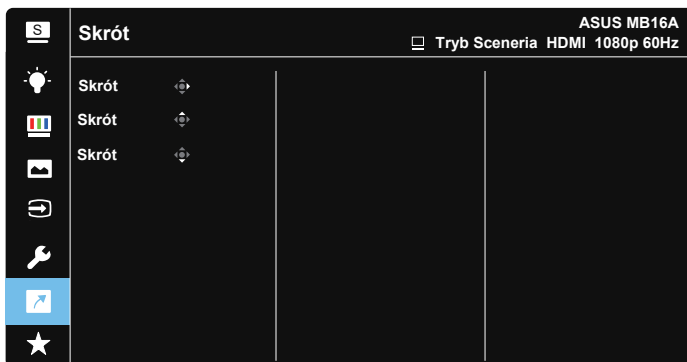 S
Skrót
ASUS MB16A
Tryb Sceneria HDMI 1080p 60Hz
Skrót
Skrót
Skrót